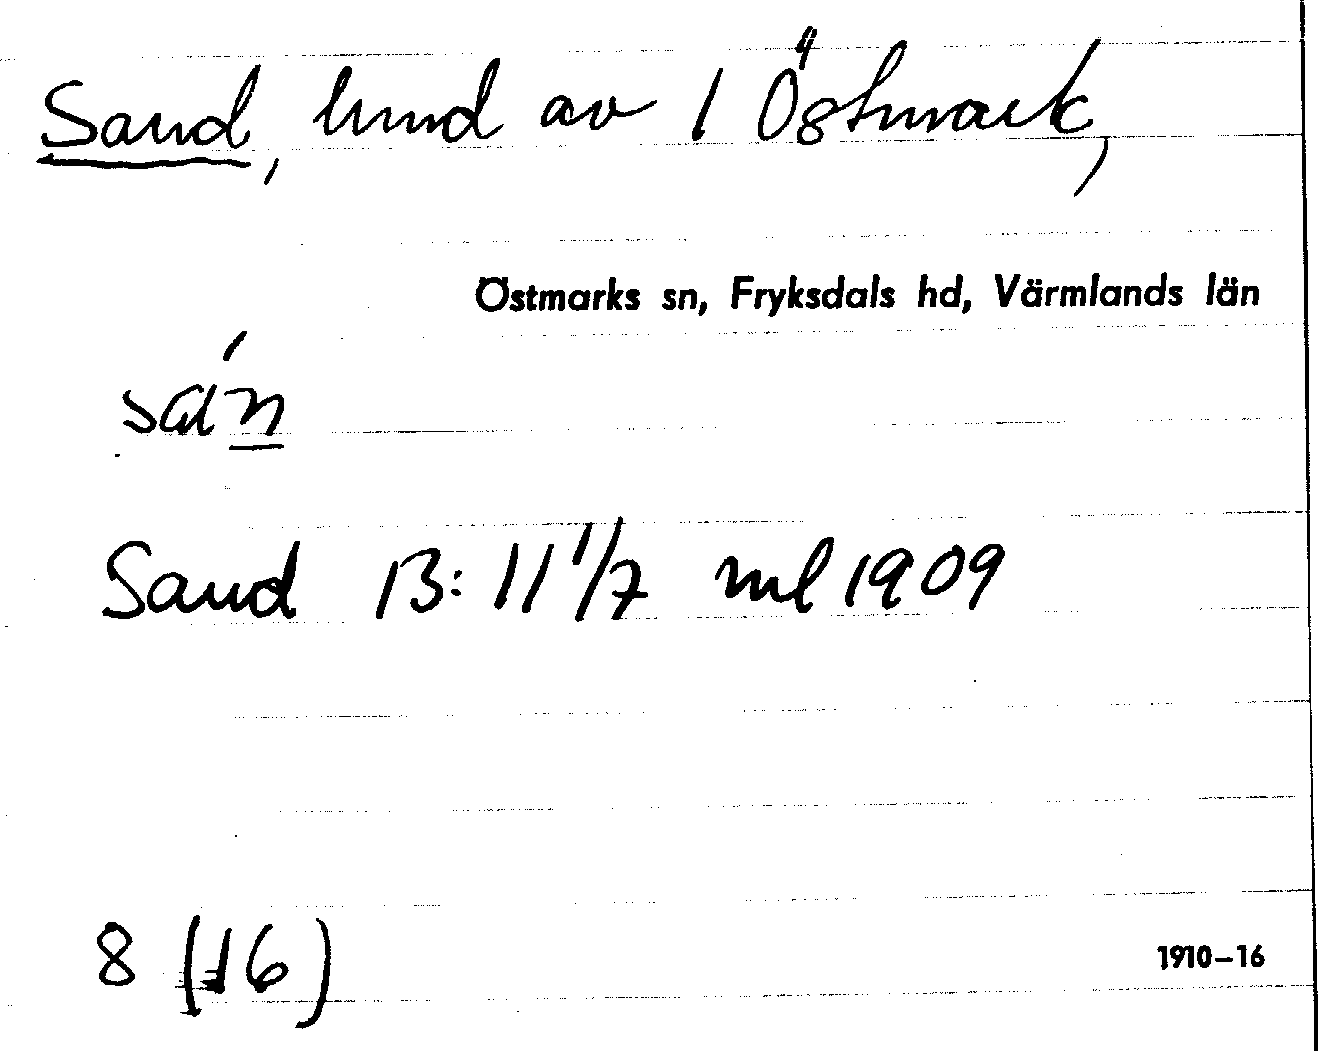 Sand, hmd av 1 Östmark,
Östmarks sn, Fryksdals hd, Värmlands län
sán
Sand B: 11 1/7 ml 1909
8 (16)
1910–16